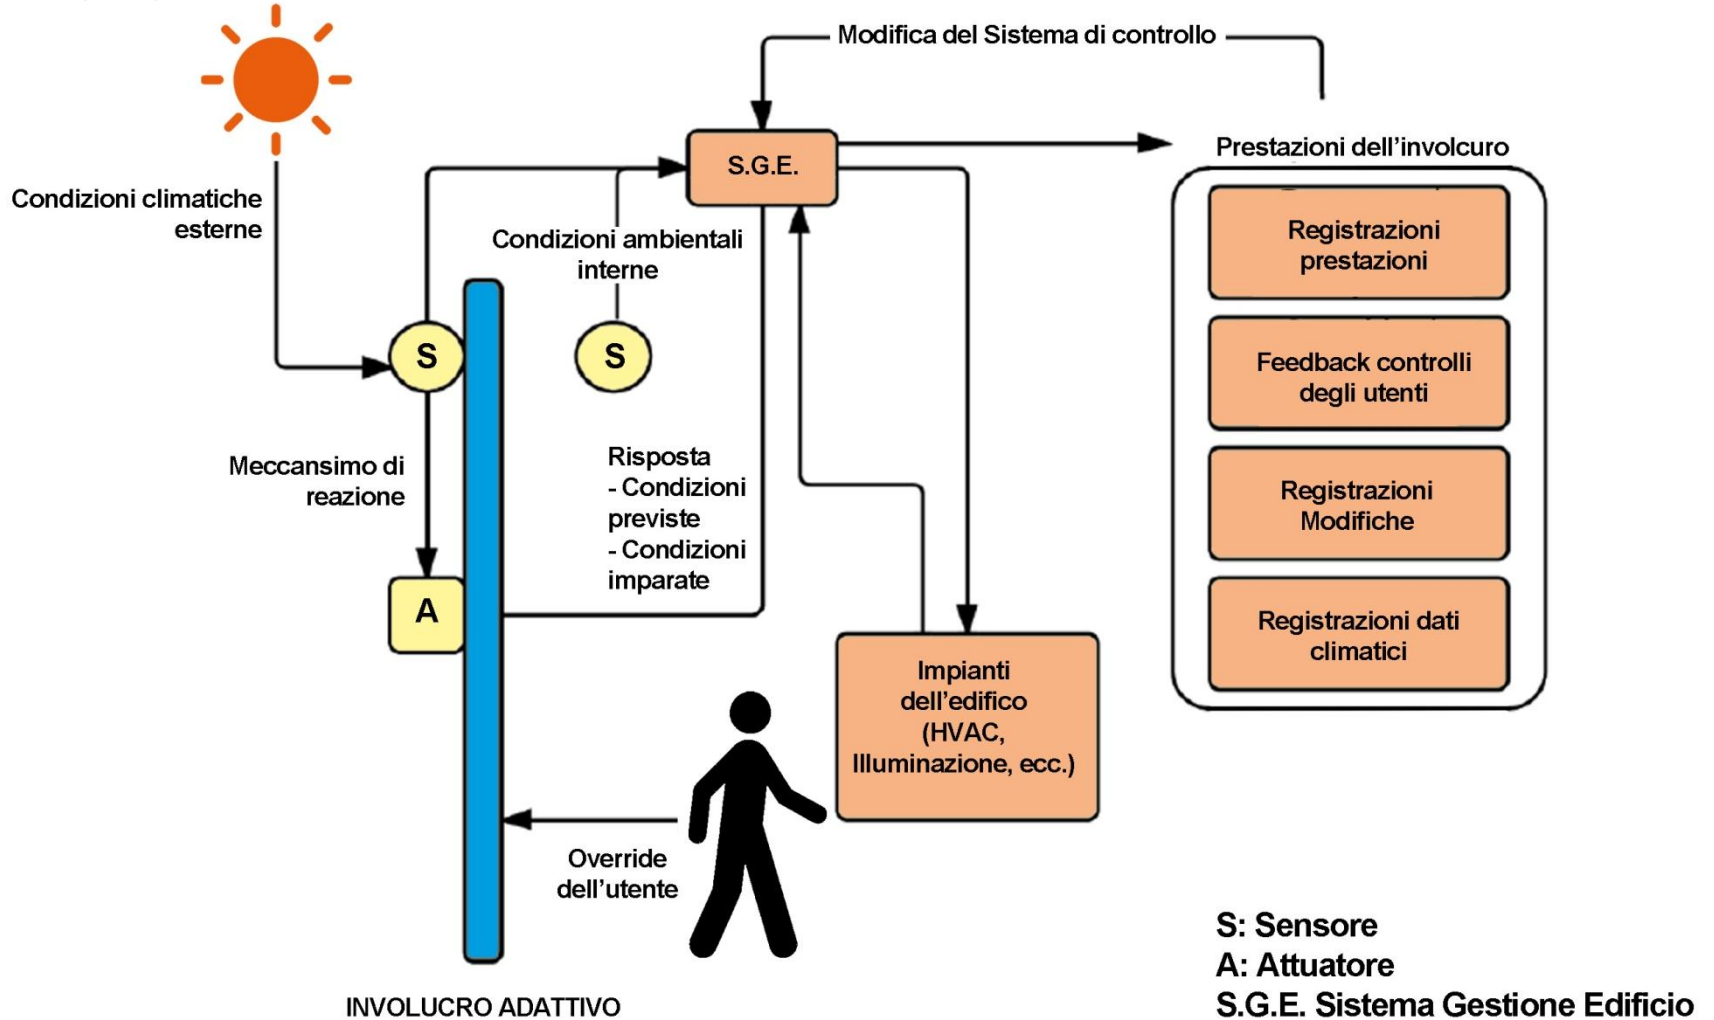 Modifica del Sistema di controllo
Condizioni climatiche
esterne
S.G.E.
Prestazioni dell'involcuro
Condizioni ambientali
interne
Registrazioni
prestazioni
S
S
Feedback controlli
degli utenti
Meccansimo di
reazione
Risposta
- Condizioni
previste
- Condizioni
imparate
Registrazioni
Modifiche
A
Registrazioni dati
climatici
Impianti
dell'edifico
(HVAC,
Illuminazione, ecc.)
Override
dell'utente
INVOLUCRO ADATTIVO
S: Sensore
A: Attuatore
S.G.E. Sistema Gestione Edificio